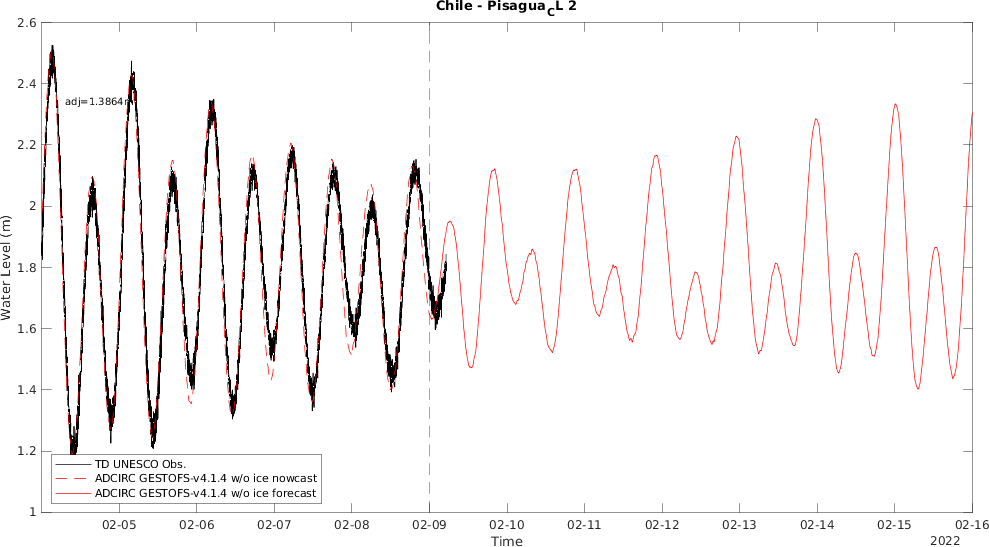 Chile - PisaguaCL 2
2.6
2.4
2.2
2
1.8
1.6
1.4
1.2
1
Water Level (m)
adj=1.3864m
TD UNESCO Obs.
ADCIRC GESTOFS-v4.1.4 w/o ice nowcast
ADCIRC GESTOFS-v4.1.4 w/o ice forecast
02-05 02-06 02-07 02-08 02-09 02-10 02-11 02-12 02-13 02-14 02-15 02-16
Time
2022